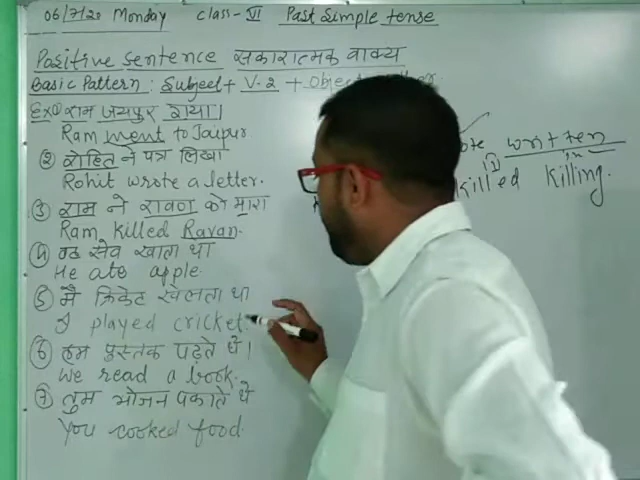 06/7/20 Monday Class-VI Past Simple tense
Positive Sentence सकारात्मक वाक्य
Basic Pattern: Subject + V-2 + Object
Ex ① राम जयपुर गया।
Ram went to Jaipur
② रोहित ने पत्र लिखा
Rohit wrote a letter.
③ राम ने रावण को मारा
Ram killed Ravan.
④ वह सेव खाता था
He ate apple.
⑤ मैं क्रिकेट खेलता था
I played cricket.
⑥ हम पुस्तक पढ़ते थे।
We read a book.
⑦ तुम भोजन पकाते थे
You cooked food
written
killed killing.